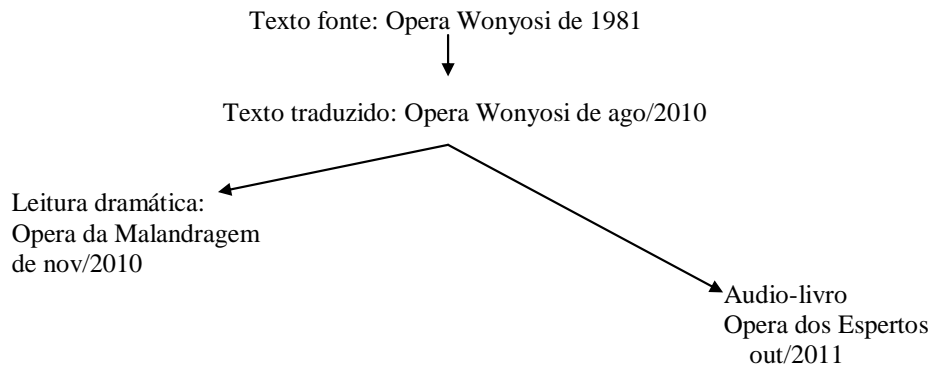 Texto fonte: Opera Wonyosi de 1981
Texto traduzido: Opera Wonyosi de ago/2010
Leitura dramática:
Opera da Malandragem
de nov/2010
Audio-livro
Opera dos Espertos
out/2011